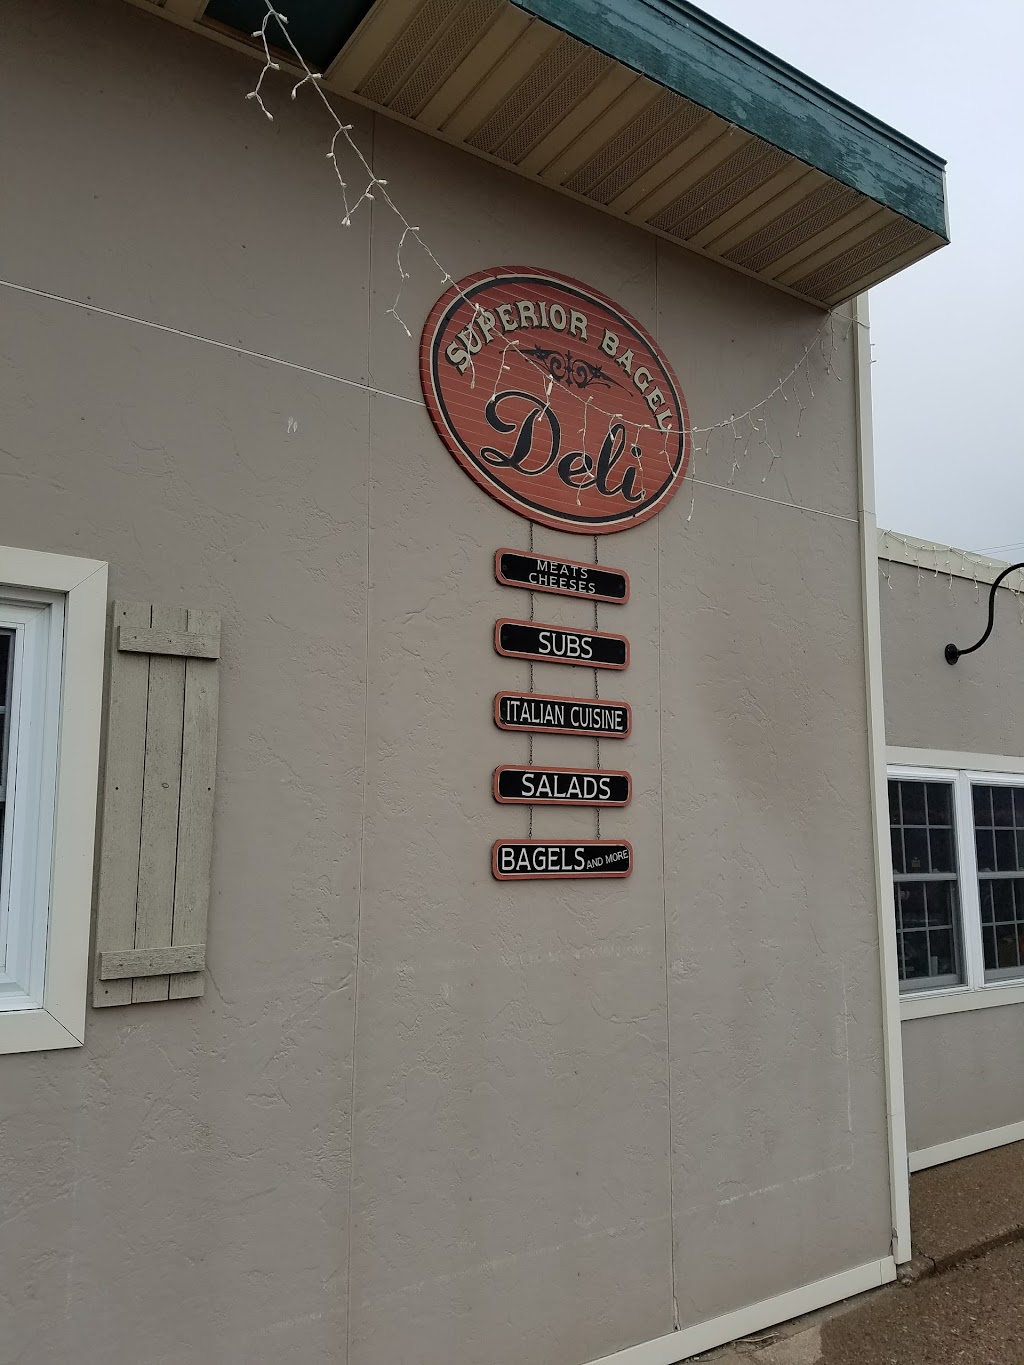 SUPERIOR BAGEL
Deli
MEATS
CHEESES
SUBS
ITALIAN CUISINE
SALADS
BAGELS AND MORE